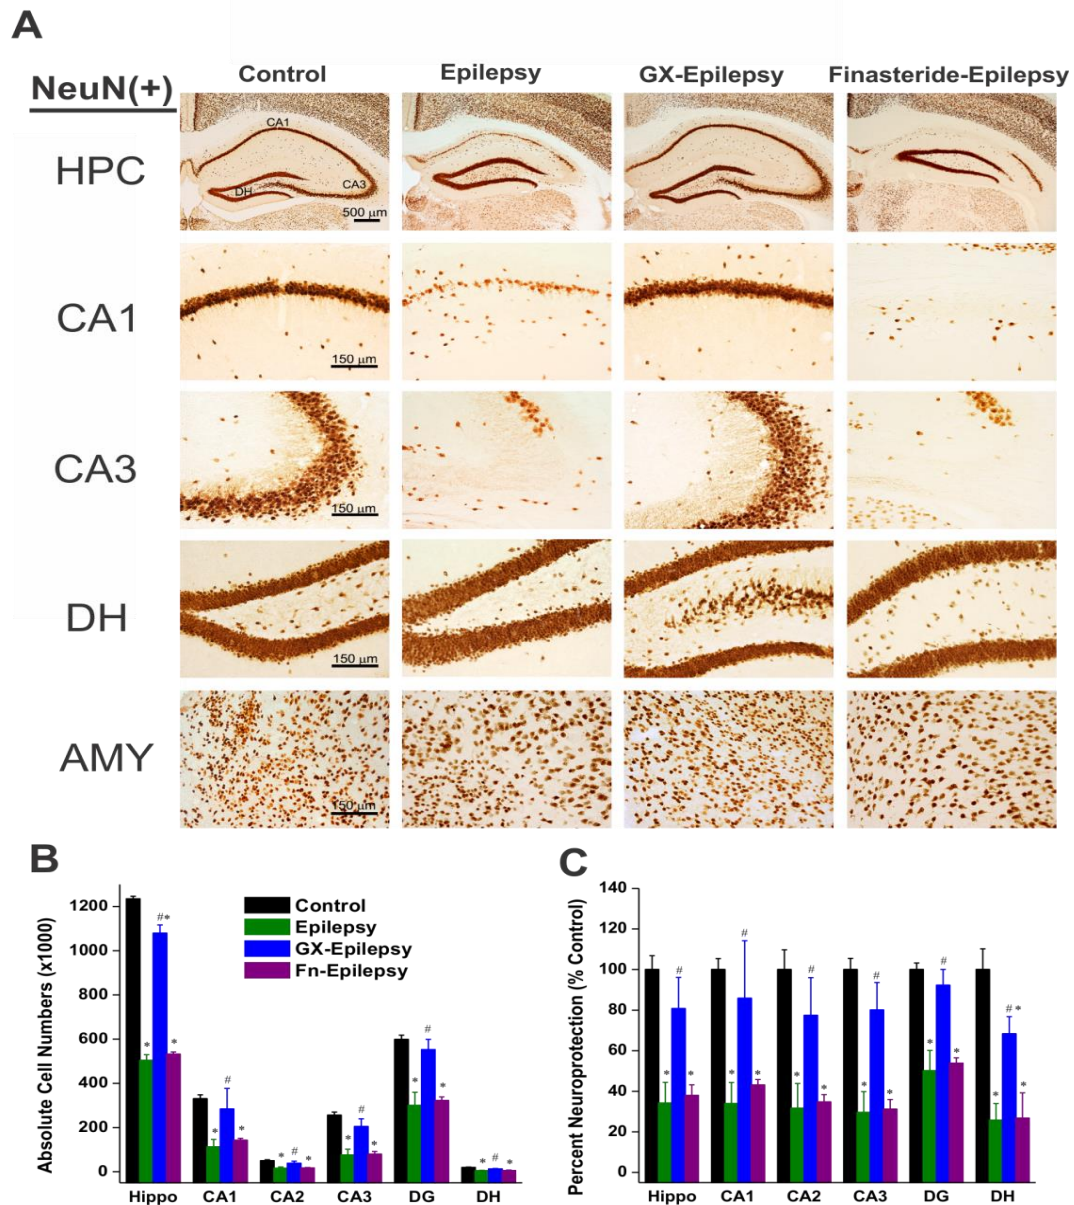 A
NeuN(+)
Control
Epilepsy
GX-Epilepsy
Finasteride-Epilepsy
HPC
CA1
DH
CA3
500 µm
CA1
150 µm
CA3
150 µm
DH
150 µm
AMY
150 µm
B
Absolute Cell Numbers (x1000)
1200
1000
800
600
400
200
0
#*
*
*
*
#
*
*
#
*
*
#
*
*
#
*
*
#
*
Control
Epilepsy
GX-Epilepsy
Fn-Epilepsy
Hippo
CA1
CA2
CA3
DG
DH
C
Percent Neuroprotection (% Control)
140
120
100
80
60
40
20
0
*
#
*
*
#
*
*
#
*
*
#
*
*
#
*
*
# *
*
Hippo
CA1
CA2
CA3
DG
DH